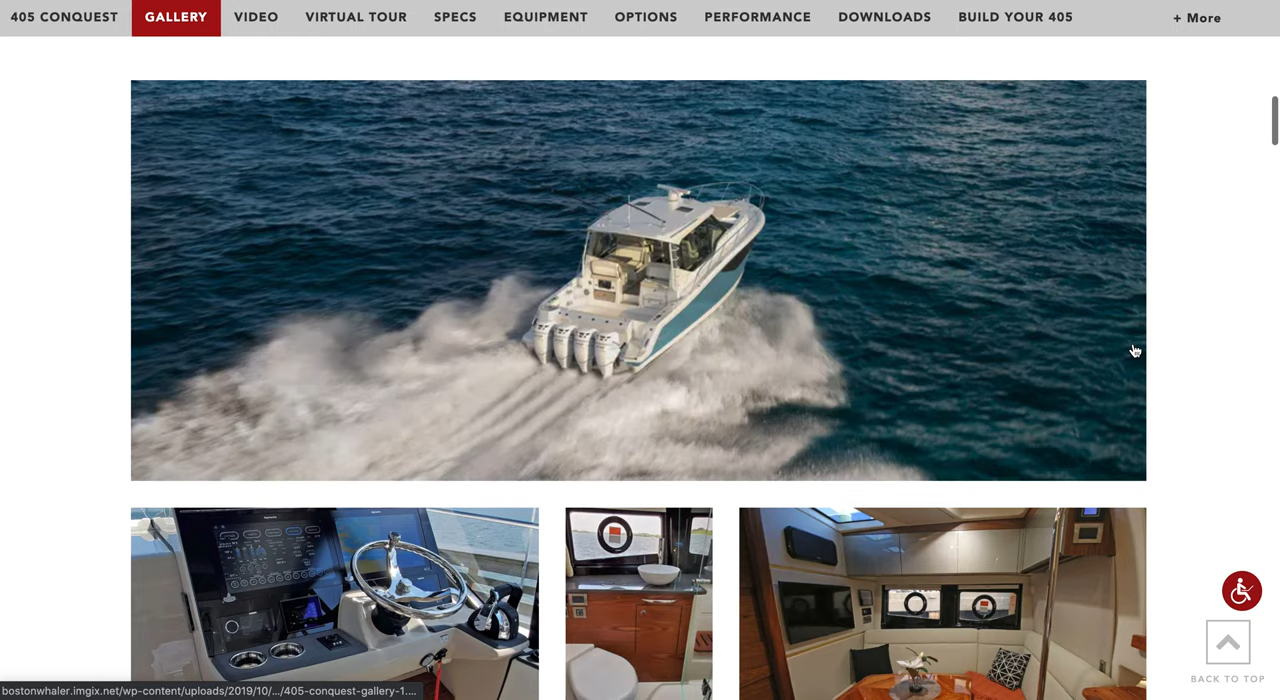 405 CONQUEST GALLERY VIDEO VIRTUAL TOUR SPECS EQUIPMENT OPTIONS PERFORMANCE DOWNLOADS BUILD YOUR 405 + More
BACK TO TOP
bostonwhaler.imgix.net/wp-content/uploads/2019/10/.../405-conquest-gallery-1....